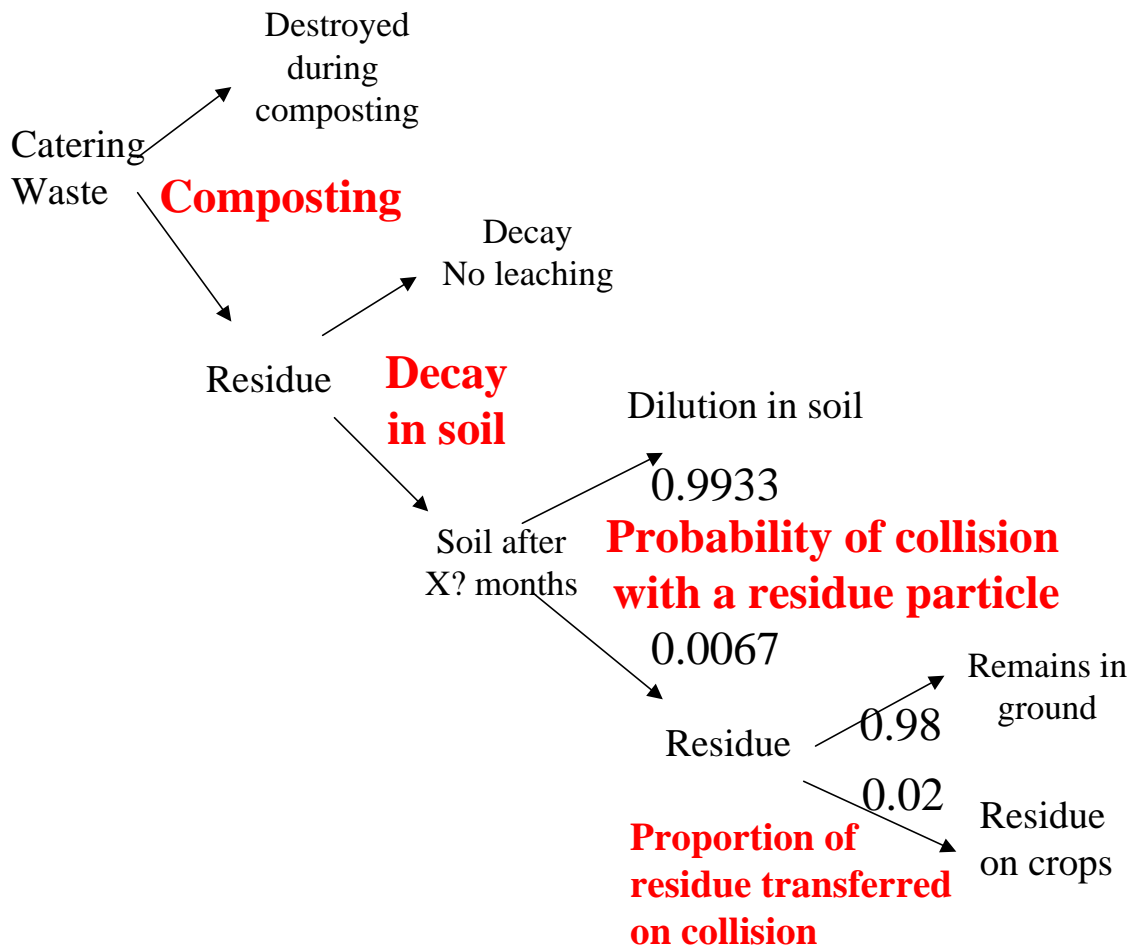 Destroyed
during
composting
Catering
Waste
Composting
Decay
No leaching
Residue
Decay
in soil
Dilution in soil
0.9933
Soil after
X? months
Probability of collision
with a residue particle
0.0067
Remains in
ground
Residue
0.98
0.02
Residue
on crops
Proportion of
residue transferred
on collision